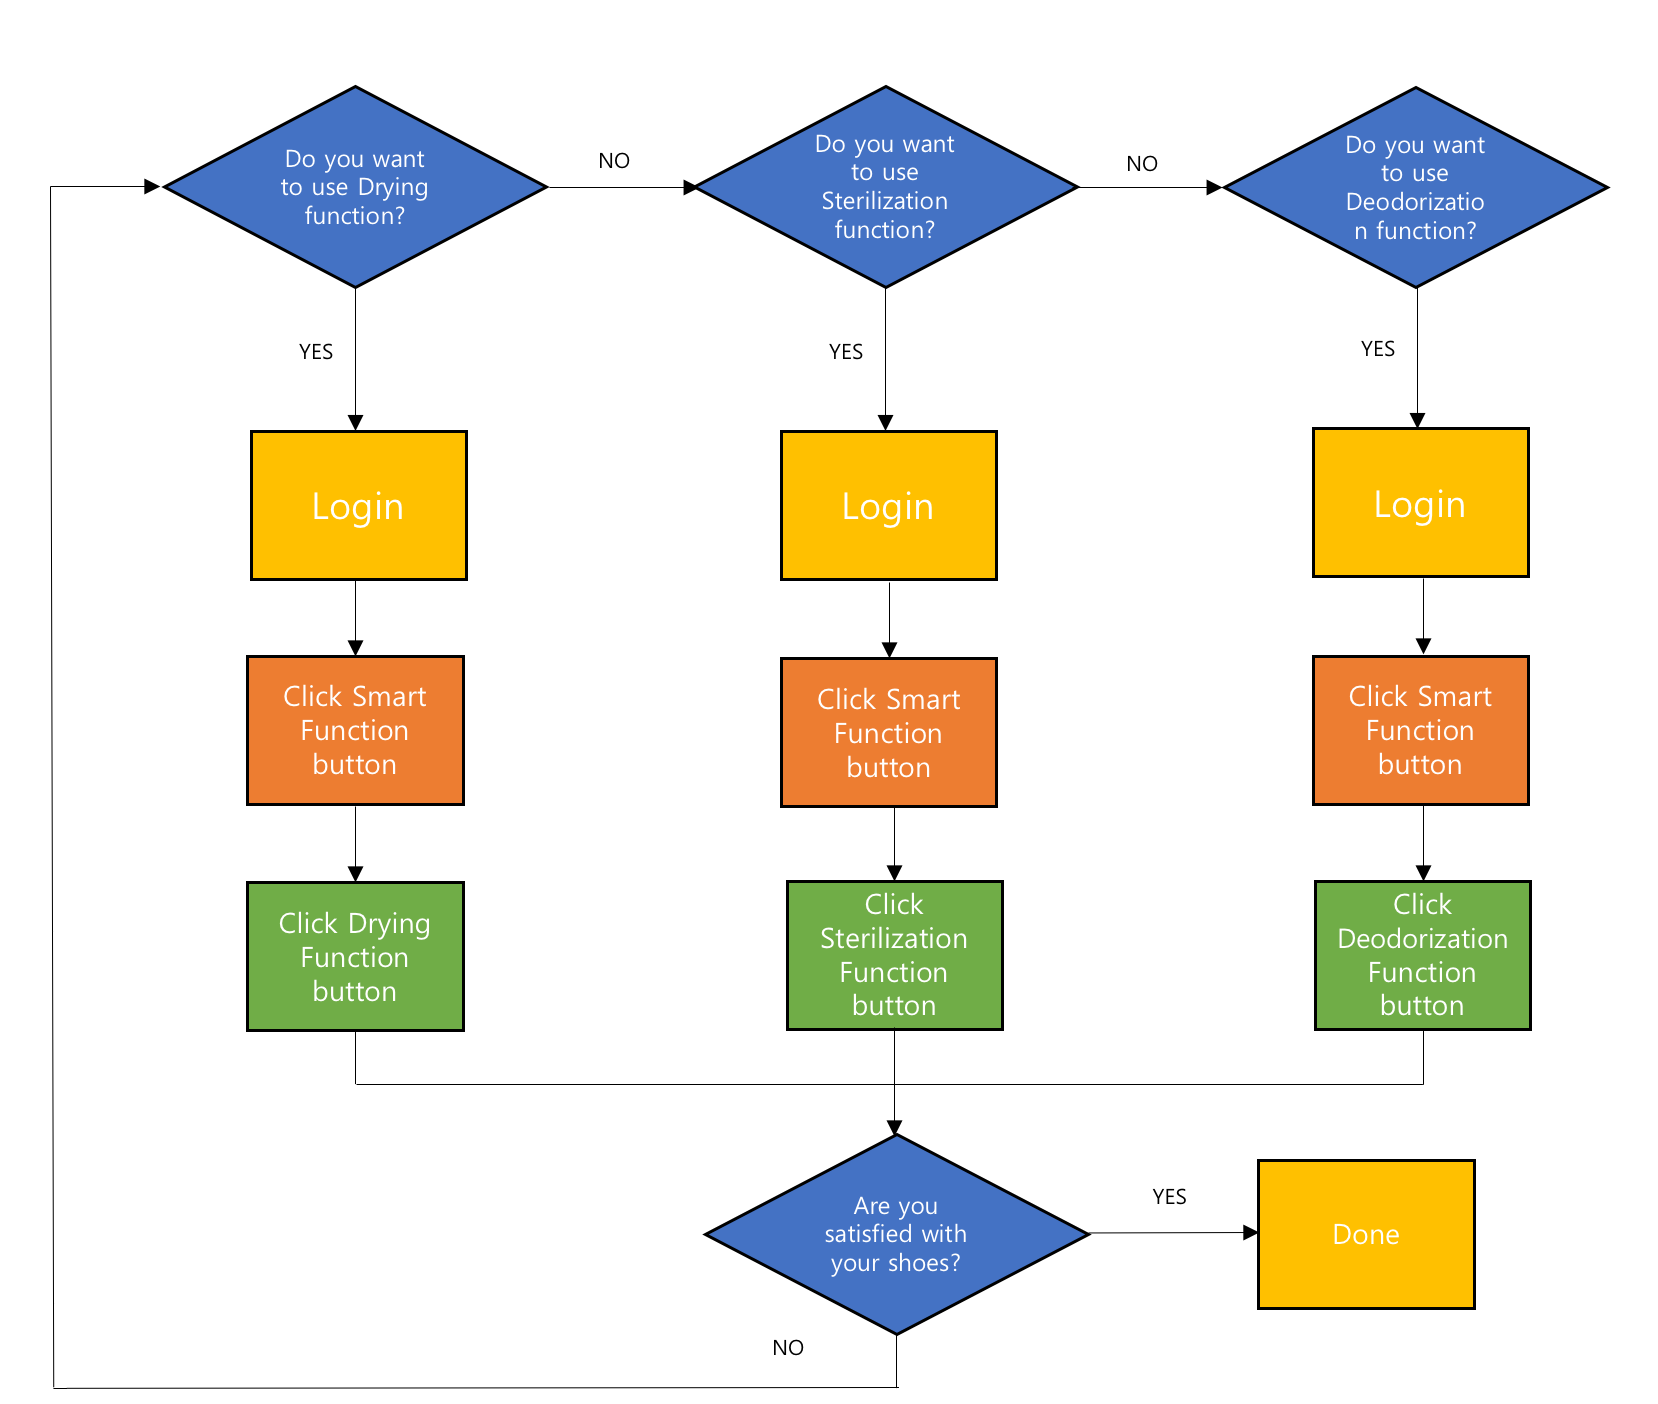 Do you want
to use Drying
function?
NO
Do you want
to use
Sterilization
function?
NO
Do you want
to use
Deodorizatio
n function?
YES
YES
YES
Login
Login
Login
Click Smart
Function
button
Click Smart
Function
button
Click Smart
Function
button
Click Drying
Function
button
Click
Sterilization
Function
button
Click
Deodorization
Function
button
Are you
satisfied with
your shoes?
YES
Done
NO